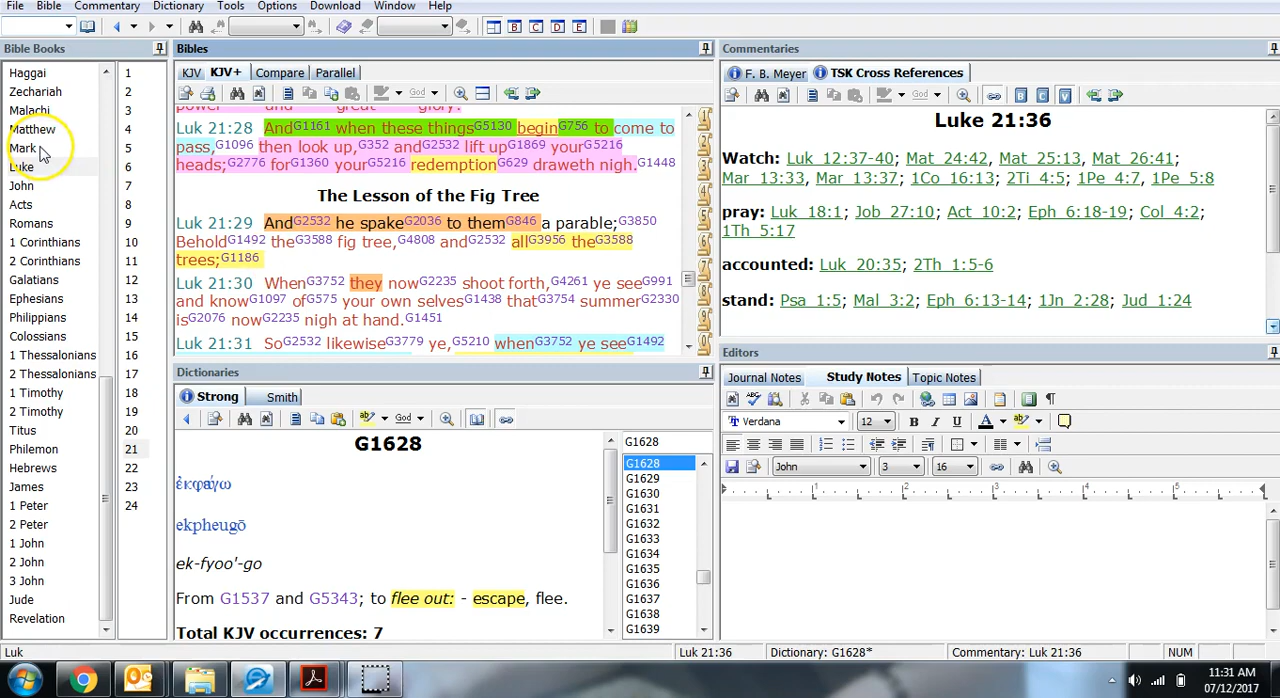 File Bible Commentary Dictionary Tools Options Download Window Help
Bible Books
Haggai
Zechariah
Malachi
Matthew
Mark
Luke
John
Acts
Romans
1 Corinthians
2 Corinthians
Galatians
Ephesians
Philippians
Colossians
1 Thessalonians
2 Thessalonians
1 Timothy
2 Timothy
Titus
Philemon
Hebrews
James
1 Peter
2 Peter
1 John
2 John
3 John
Jude
Revelation
1
2
3
4
5
6
7
8
9
10
11
12
13
14
15
16
17
18
19
20
21
22
23
24
Bibles
KJV KJV+ Compare Parallel
God
power and great glory.
Luk 21:28 And G1161 when these things G5130 begin G756 to come to
pass, G1096 then look up, G352 and G2532 lift up G1869 your G5216
heads; G2776 for G1360 your G5216 redemption G629 draweth nigh. G1448
The Lesson of the Fig Tree
Luk 21:29 And G2532 he spake G2036 to them G846 a parable; G3850
Behold G1492 the G3588 fig tree, G4808 and G2532 all G3956 the G3588
trees; G1186
Luk 21:30 When G3752 they now G2235 shoot forth, G4261 ye see G991
and know G1097 of G575 your own selves G1438 that G3754 summer G2330
is G2076 now G2235 nigh at hand. G1451
Luk 21:31 So G2532 likewise G3779 ye, G5210 when G3752 ye see G1492
Dictionaries
Strong Smith
God
G1628
ἐκφεύγω
ekpheugō
ek-fyoo'-go
From G1537 and G5343; to flee out: - escape, flee.
Total KJV occurrences: 7
G1628
G1628
G1629
G1630
G1631
G1632
G1633
G1634
G1635
G1636
G1637
G1638
G1639
Commentaries
F. B. Meyer TSK Cross References
God B C V
Luke 21:36
Watch: Luk 12:37-40; Mat 24:42, Mat 25:13, Mat 26:41;
Mar 13:33, Mar 13:37; 1Co 16:13; 2Ti 4:5; 1Pe 4:7, 1Pe 5:8
pray: Luk 18:1; Job 27:10; Act 10:2; Eph 6:18-19; Col 4:2;
1Th 5:17
accounted: Luk 20:35; 2Th 1:5-6
stand: Psa 1:5; Mal 3:2; Eph 6:13-14; 1Jn 2:28; Jud 1:24
Editors
Journal Notes Study Notes Topic Notes
Verdana 12 B I U A
John 3 16
1 2 3 4 5
Luk Luk 21:36 Dictionary: G1628* Commentary: Luk 21:36 NUM
11:31 AM
07/12/2017